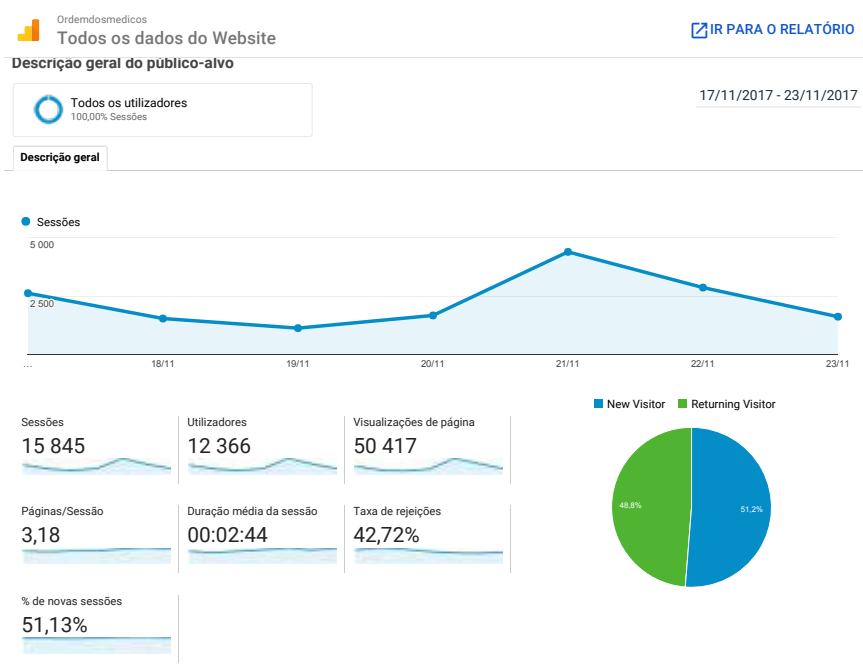 Ordemdosmedicos
Todos os dados do Website
IR PARA O RELATÓRIO
Descrição geral do público-alvo
Todos os utilizadores
100,00% Sessões
17/11/2017 - 23/11/2017
Descrição geral
Sessões
5 000
2 500
... 18/11 19/11 20/11 21/11 22/11 23/11
New Visitor Returning Visitor
Sessões
15 845
Utilizadores
12 366
Visualizações de página
50 417
48,8%
51,2%
Páginas/Sessão
3,18
Duração média da sessão
00:02:44
Taxa de rejeições
42,72%
% de novas sessões
51,13%